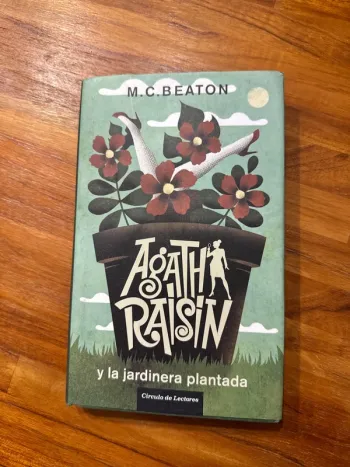 M.C.BEATON
AGATHA
RAISIN
y la jardinera plantada
Círculo de Lectores